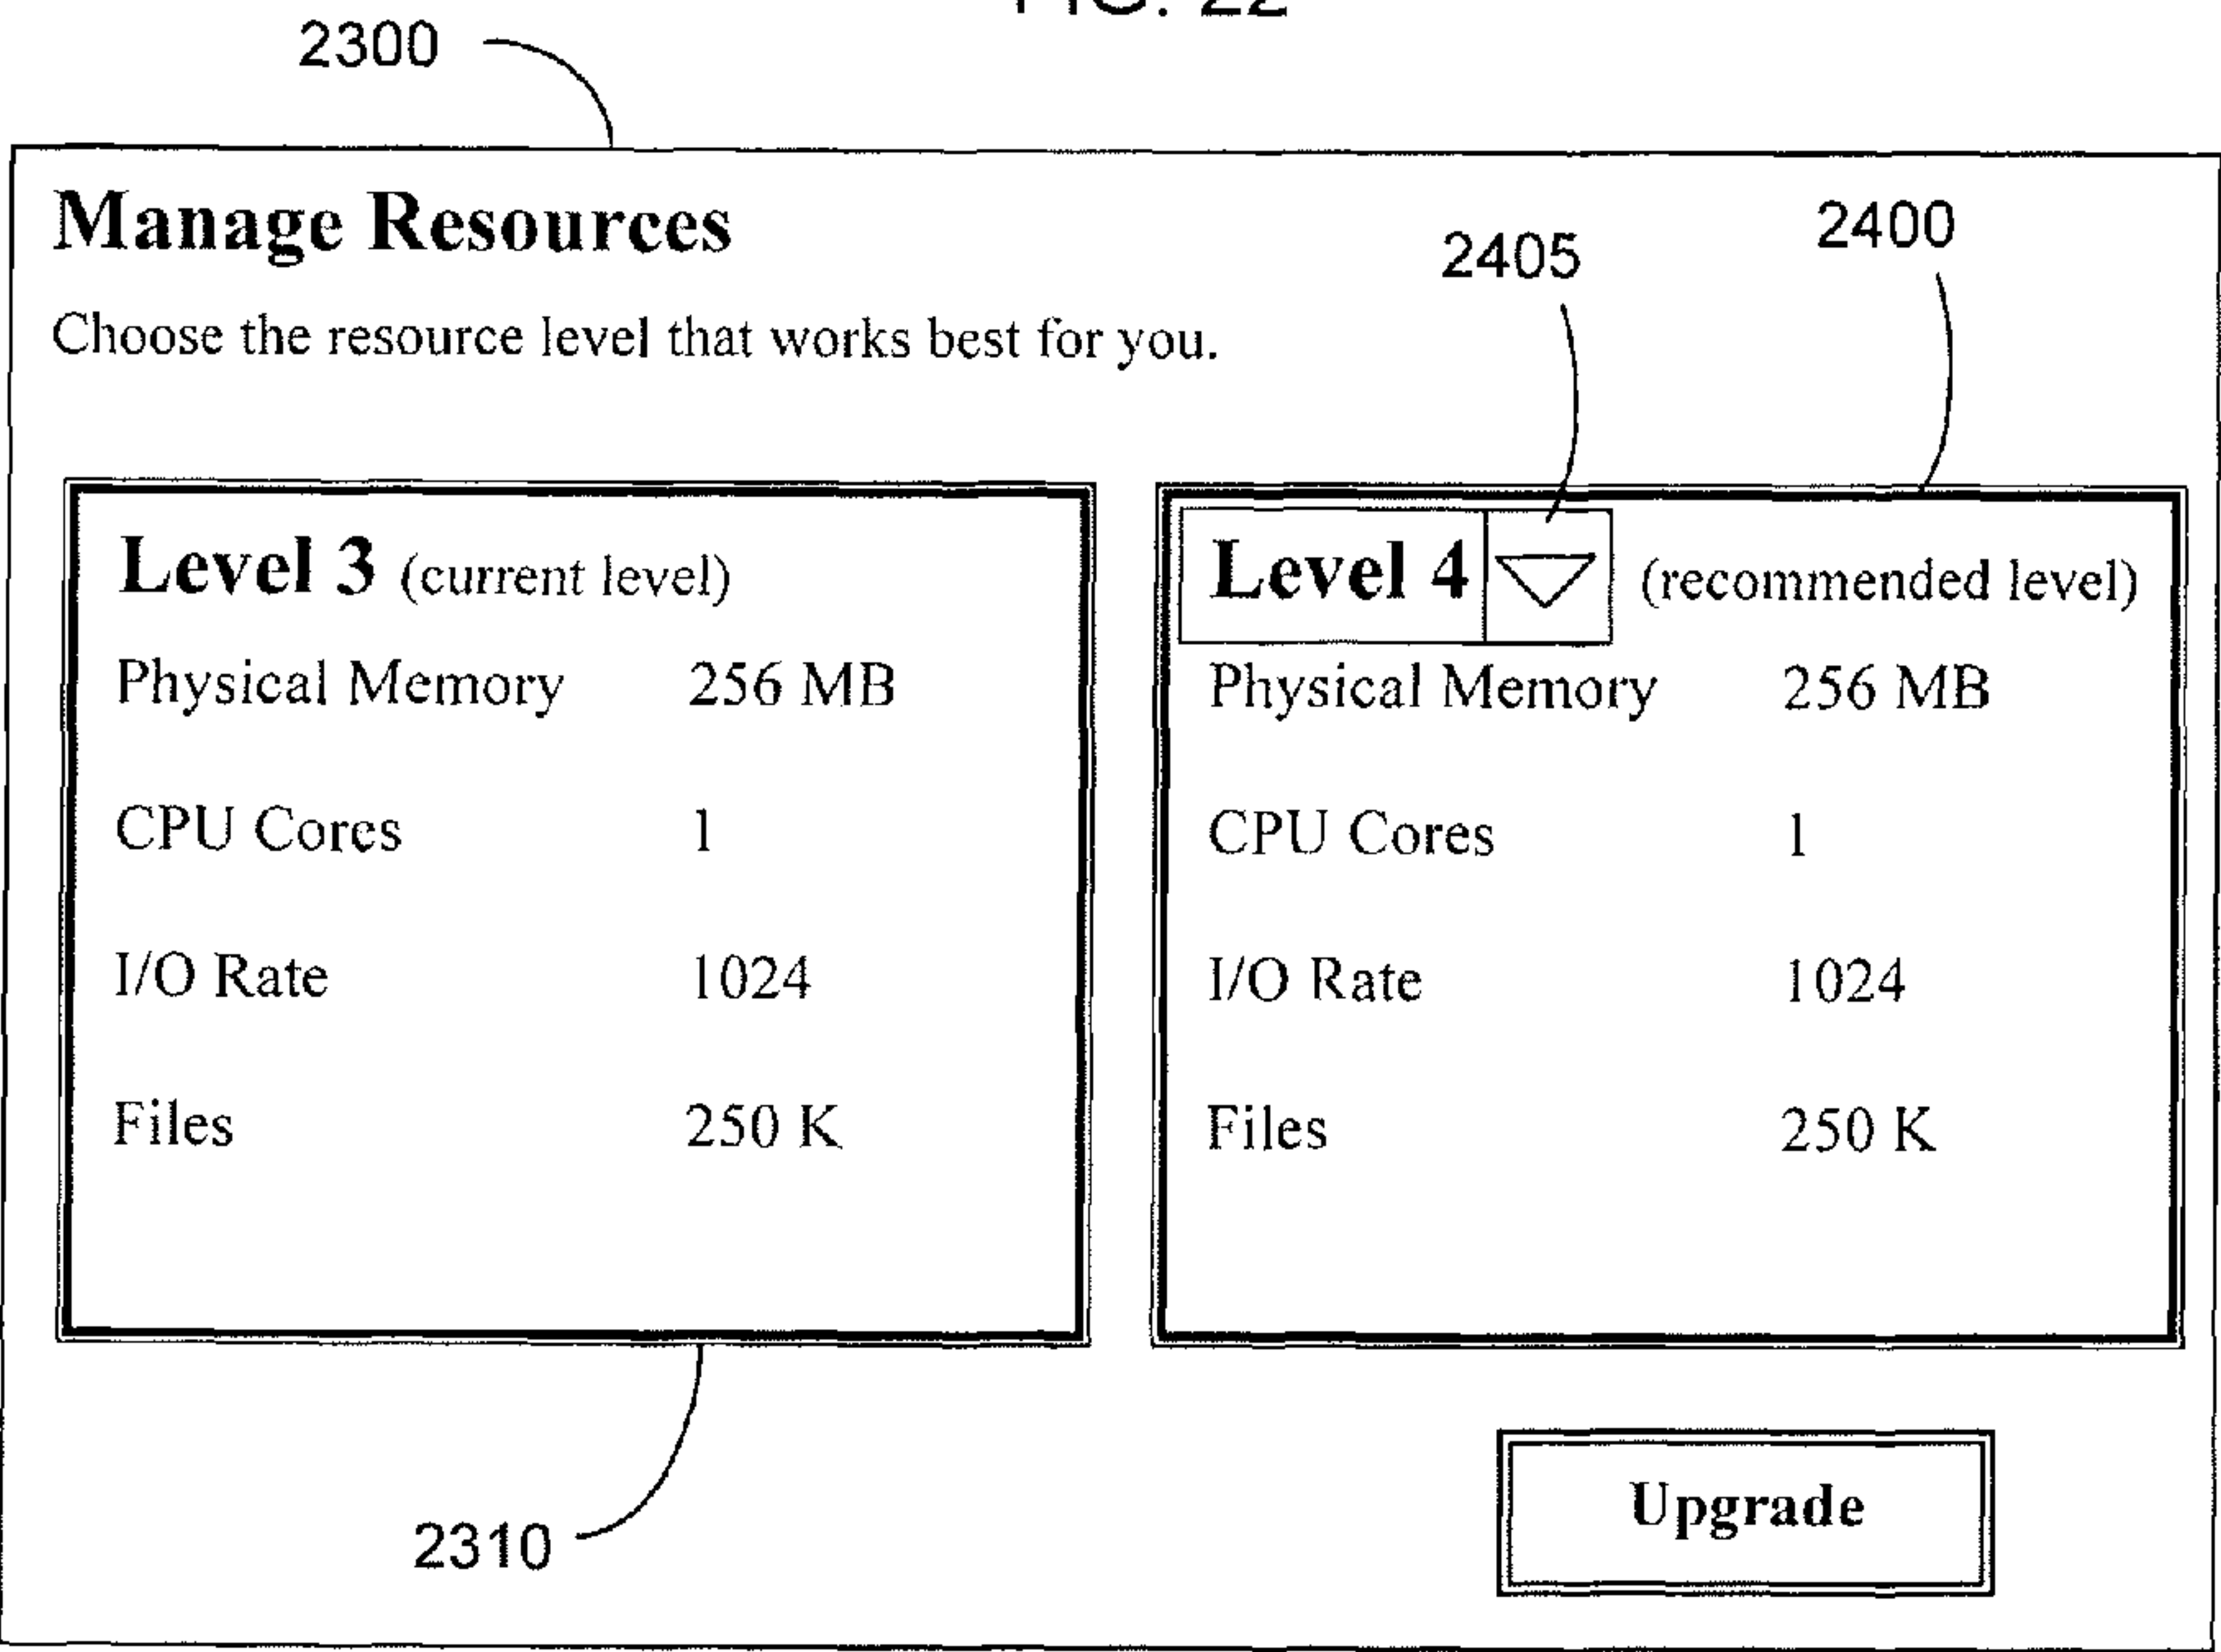 FIG. 22
2300
Manage Resources
2405
2400
Choose the resource level that works best for you.
Level 3 (current level)
Physical Memory 256 MB
CPU Cores 1
I/O Rate 1024
Files 250 K
Level 4 (recommended level)
Physical Memory 256 MB
CPU Cores 1
I/O Rate 1024
Files 250 K
2310
Upgrade